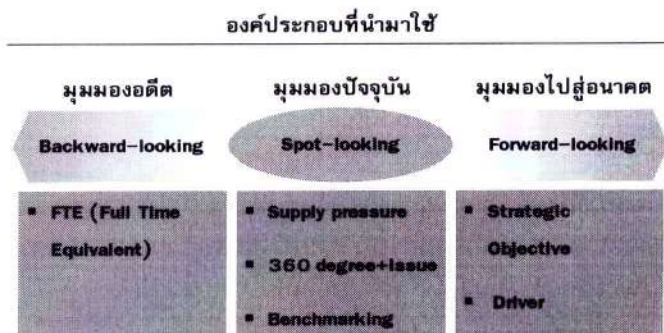 องค์ประกอบที่นำมาใช้
มุมมองอดีต
มุมมองปัจจุบัน
มุมมองไปสู่อนาคต
Backward-looking
Spot-looking
Forward-looking
▪ FTE (Full Time
Equivalent)
▪ Supply pressure
▪ 360 degree+Issue
▪ Benchmarking
▪ Strategic
Objective
▪ Driver